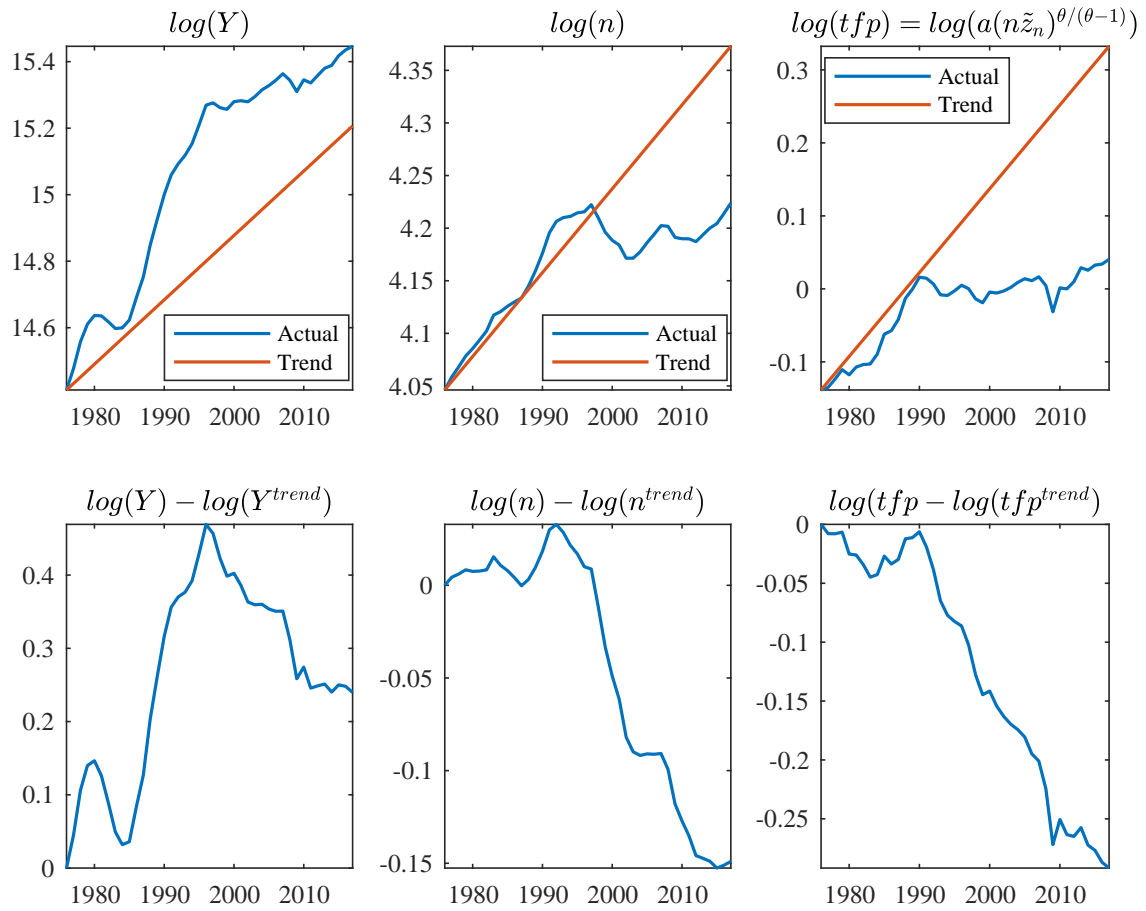 log(Y)
15.4
15.2
15
14.8
14.6
1980 1990 2000 2010
Actual
Trend
log(n)
4.35
4.3
4.25
4.2
4.15
4.1
4.05
1980 1990 2000 2010
Actual
Trend
log(tfp) = log(a(nz̃_n)^{θ/(θ−1)})
0.3
0.2
0.1
0
-0.1
1980 1990 2000 2010
Actual
Trend
log(Y) − log(Y^{trend})
0.4
0.3
0.2
0.1
0
1980 1990 2000 2010
log(n) − log(n^{trend})
0
-0.05
-0.1
-0.15
1980 1990 2000 2010
log(tfp − log(tfp^{trend})
0
-0.05
-0.1
-0.15
-0.2
-0.25
1980 1990 2000 2010